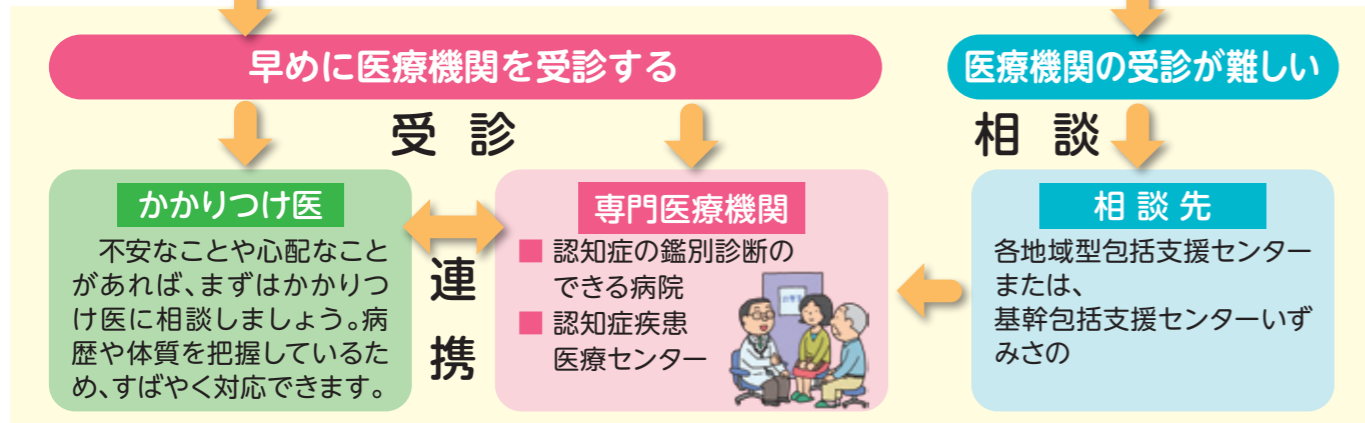 早めに医療機関を受診する
医療機関の受診が難しい
受診
相談
かかりつけ医
不安なことや心配なこと
があれば、まずはかかりつ
け医に相談しましょう。病
歴や体質を把握しているた
め、すばやく対応できます。
連携
専門医療機関
■ 認知症の鑑別診断の
できる病院
■ 認知症疾患
医療センター
相談先
各地域型包括支援センター
または、
基幹包括支援センターいず
みさの